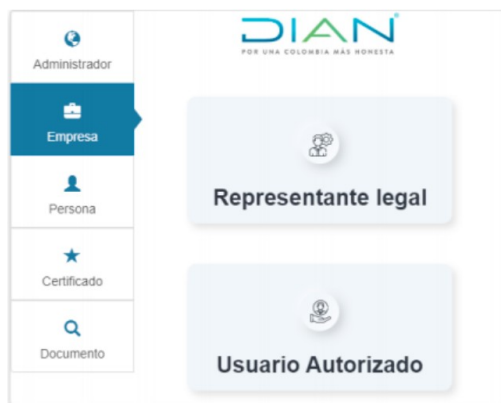 Administrador
Empresa
Persona
Certificado
Documento
DIAN
POR UNA COLOMBIA MÁS HONESTA
Representante legal
Usuario Autorizado